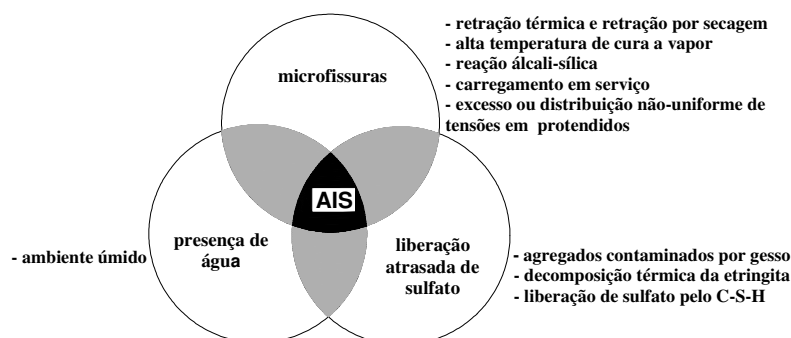 - retração térmica e retração por secagem
- alta temperatura de cura a vapor
- reação álcali-sílica
- carregamento em serviço
- excesso ou distribuição não-uniforme de
tensões em protendidos
microfissuras
AIS
presença de
água
- ambiente úmido
liberação
atrasada de
sulfato
- agregados contaminados por gesso
- decomposição térmica da etringita
- liberação de sulfato pelo C-S-H